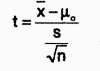 t = (x̄ − μ₀) / (s / √n)